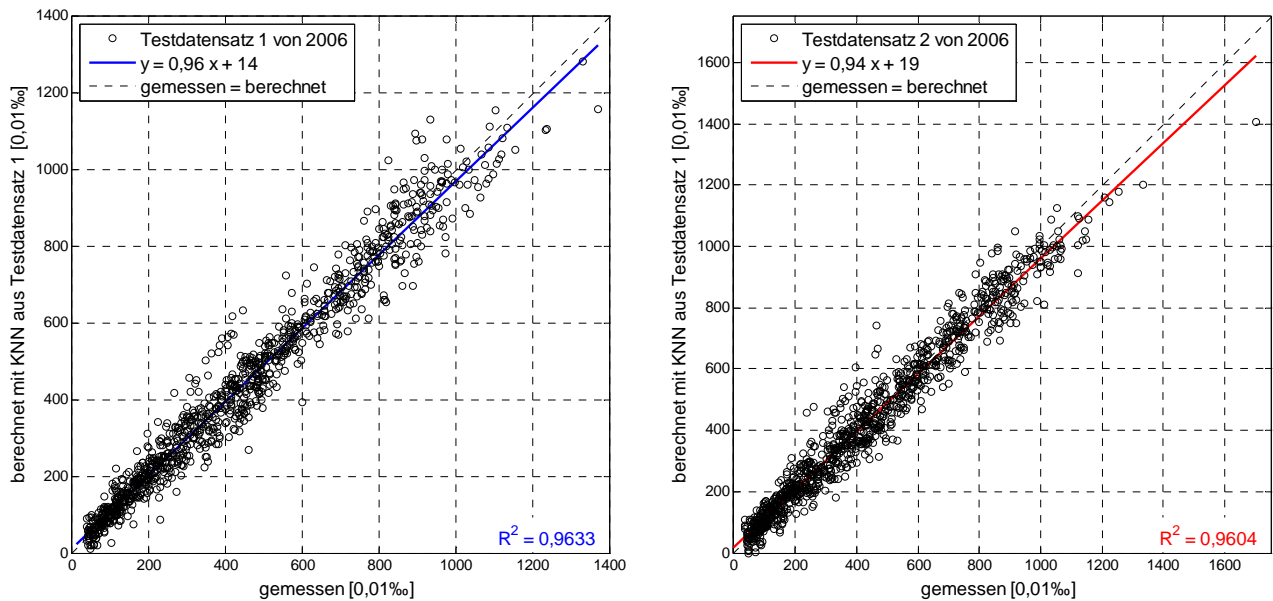 Testdatensatz 1 von 2006
y = 0,96 x + 14
gemessen = berechnet
berechnet mit KNN aus Testdatensatz 1 [0,01‰]
1400
1200
1000
800
600
400
200
0
R² = 0,9633
0 200 400 600 800 1000 1200 1400
gemessen [0,01‰]
Testdatensatz 2 von 2006
y = 0,94 x + 19
gemessen = berechnet
berechnet mit KNN aus Testdatensatz 1 [0,01‰]
1600
1400
1200
1000
800
600
400
200
0
R² = 0,9604
0 200 400 600 800 1000 1200 1400 1600
gemessen [0,01‰]